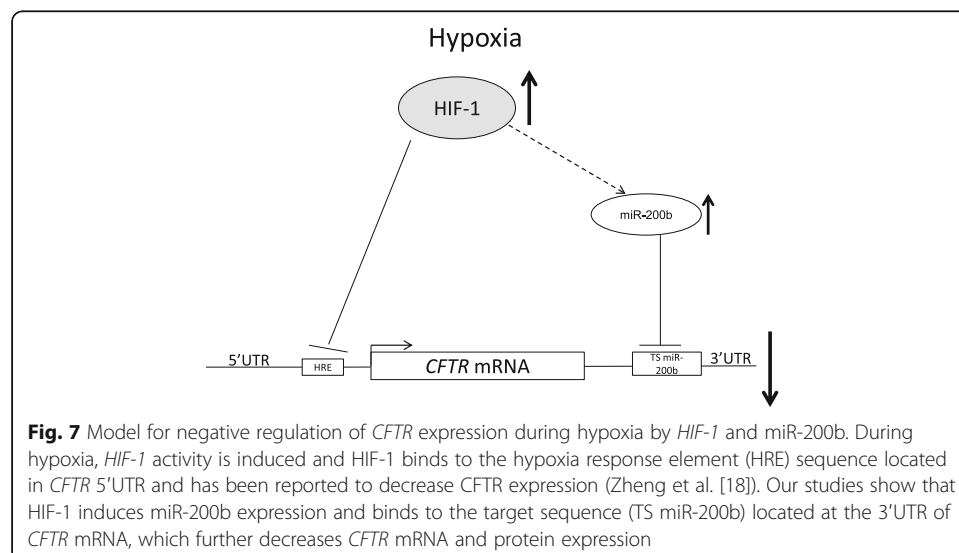 Hypoxia
HIF-1
miR-200b
5'UTR
HRE
CFTR mRNA
TS miR-
200b
3'UTR
Fig. 7 Model for negative regulation of CFTR expression during hypoxia by HIF-1 and miR-200b. During
hypoxia, HIF-1 activity is induced and HIF-1 binds to the hypoxia response element (HRE) sequence located
in CFTR 5'UTR and has been reported to decrease CFTR expression (Zheng et al. [18]). Our studies show that
HIF-1 induces miR-200b expression and binds to the target sequence (TS miR-200b) located at the 3'UTR of
CFTR mRNA, which further decreases CFTR mRNA and protein expression